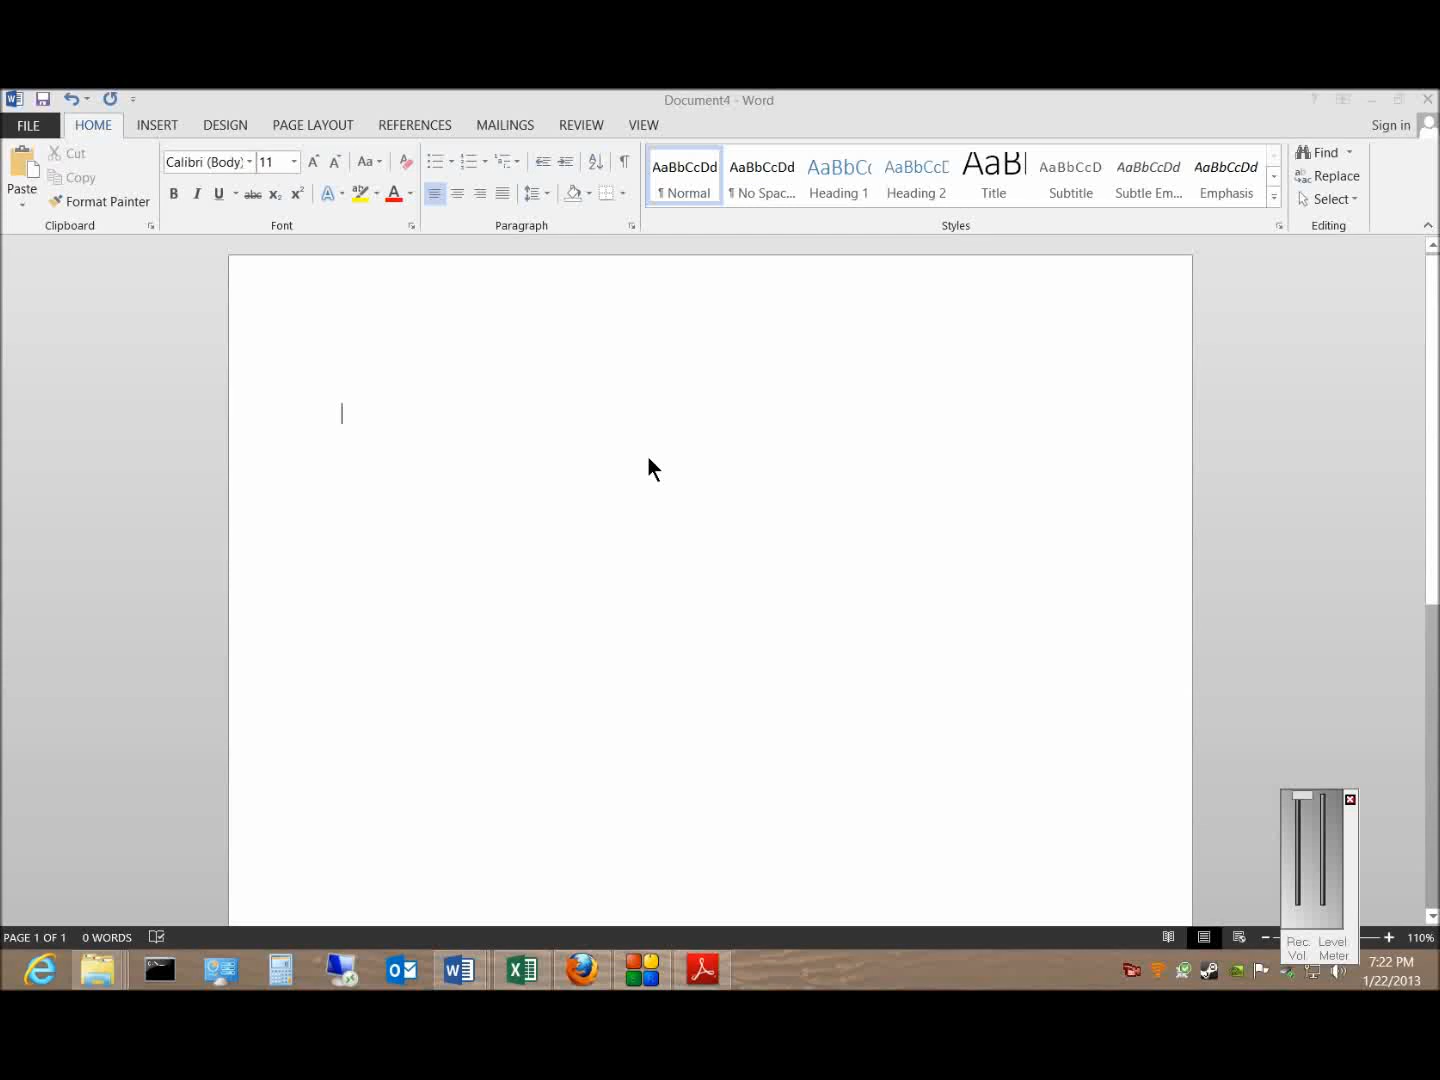 Document4 - Word
FILE HOME INSERT DESIGN PAGE LAYOUT REFERENCES MAILINGS REVIEW VIEW Sign in
Paste
Cut
Copy
Format Painter
Clipboard
Calibri (Body) 11
Font
Paragraph
AaBbCcDd AaBbCcDd AaBbCc AaBbCcD AaB AaBbCcD AaBbCcDd AaBbCcDd
¶ Normal ¶ No Spac... Heading 1 Heading 2 Title Subtitle Subtle Em... Emphasis
Styles
Find
Replace
Select
Editing
PAGE 1 OF 1 0 WORDS
110%
Rec. Level
Vol Meter
7:22 PM
1/22/2013